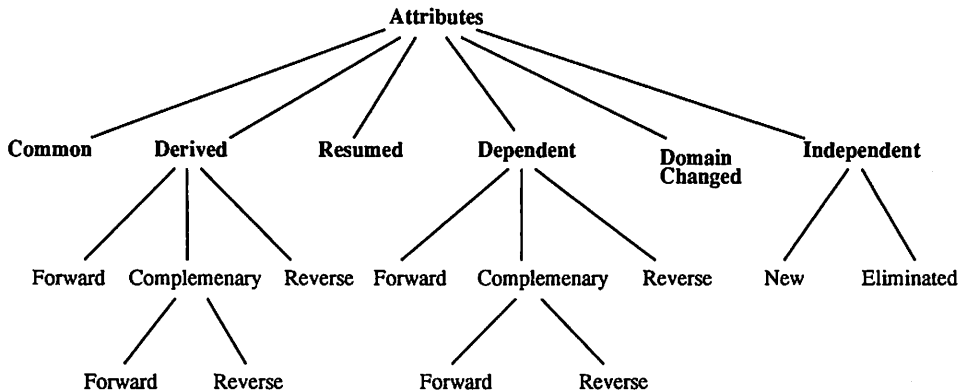 Attributes
Common Derived Resumed Dependent Domain Changed Independent
Forward Complemenary Reverse Forward Complemenary Reverse New Eliminated
Forward Reverse Forward Reverse